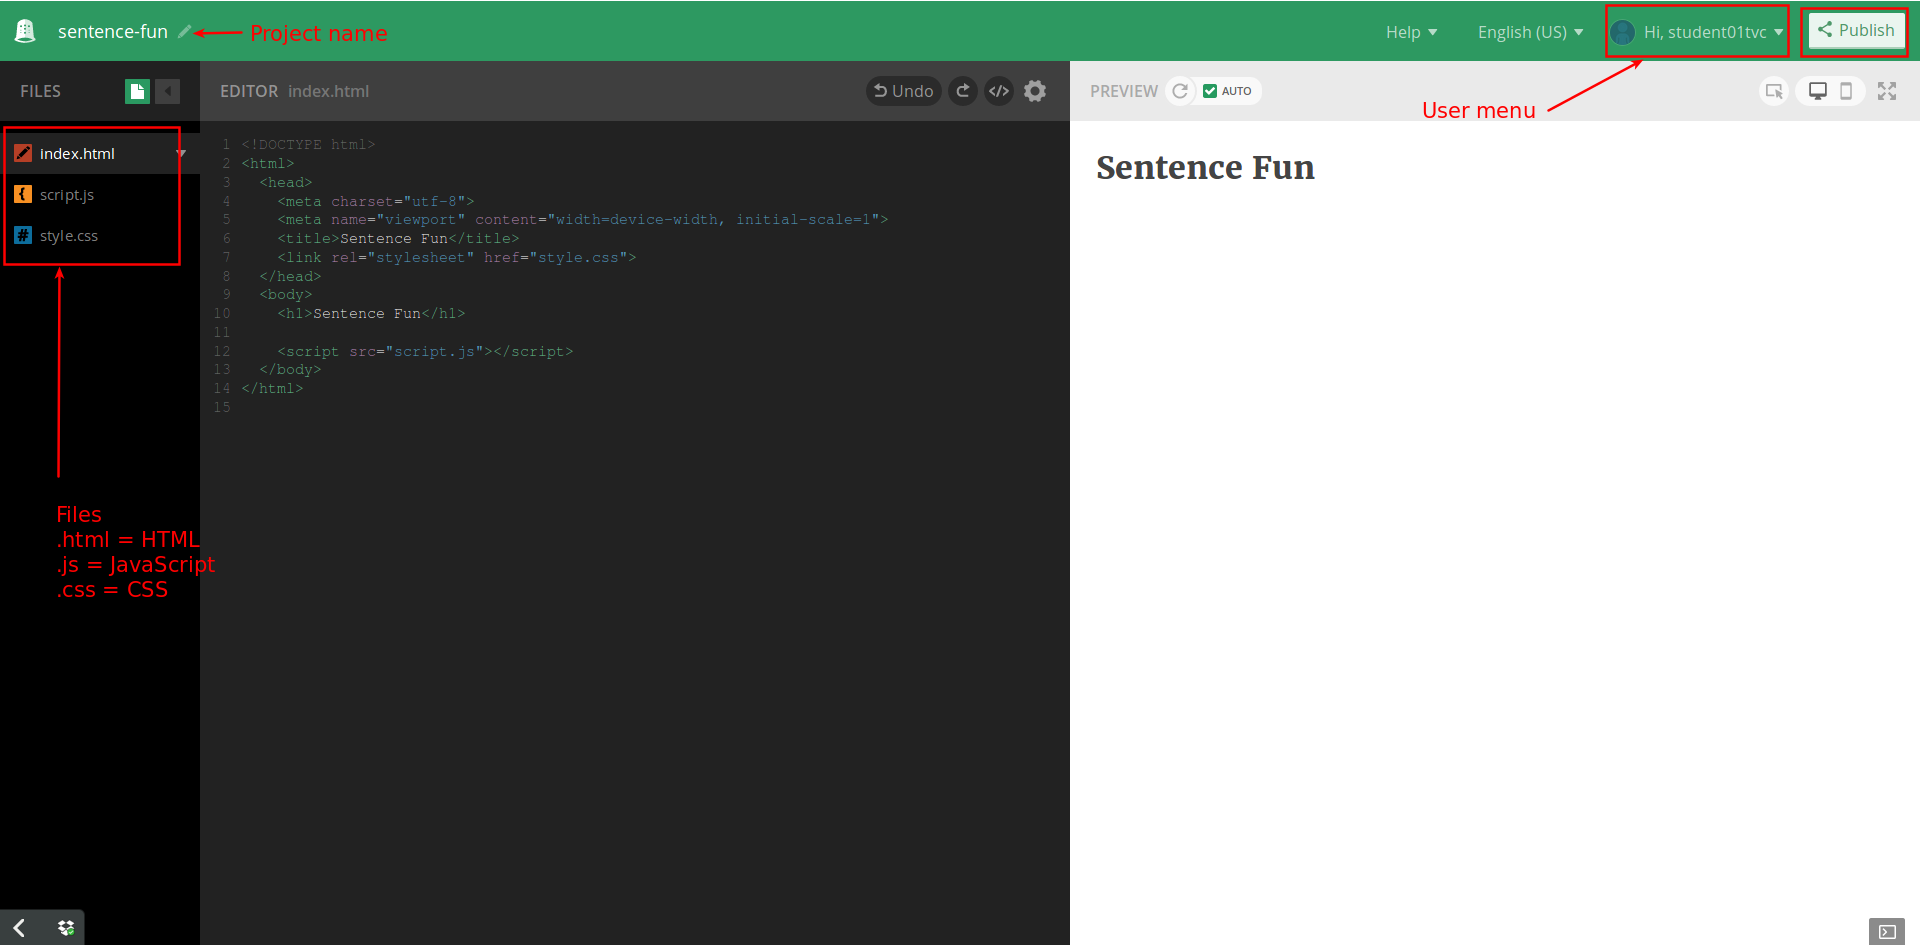 sentence-fun
Project name
Help
English (US)
Hi, student01tvc
Publish
FILES
EDITOR index.html
Undo
</>
PREVIEW
AUTO
User menu
index.html
script.js
style.css
1 <!DOCTYPE html>
2 <html>
3   <head>
4     <meta charset="utf-8">
5     <meta name="viewport" content="width=device-width, initial-scale=1">
6     <title>Sentence Fun</title>
7     <link rel="stylesheet" href="style.css">
8   </head>
9   <body>
10     <h1>Sentence Fun</h1>
11
12     <script src="script.js"></script>
13   </body>
14 </html>
15
Sentence Fun
Files
.html = HTML
.js = JavaScript
.css = CSS